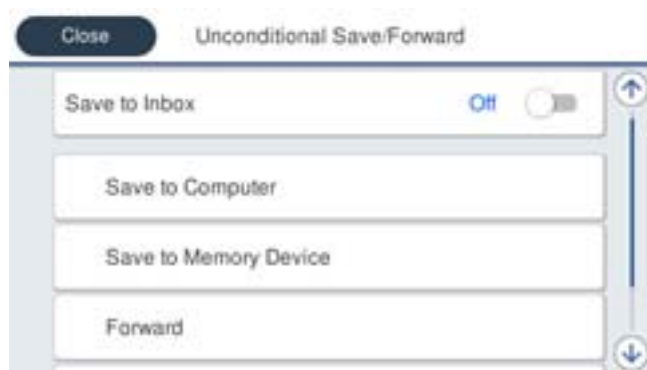 Close Unconditional Save/Forward
Save to Inbox Off
Save to Computer
Save to Memory Device
Forward